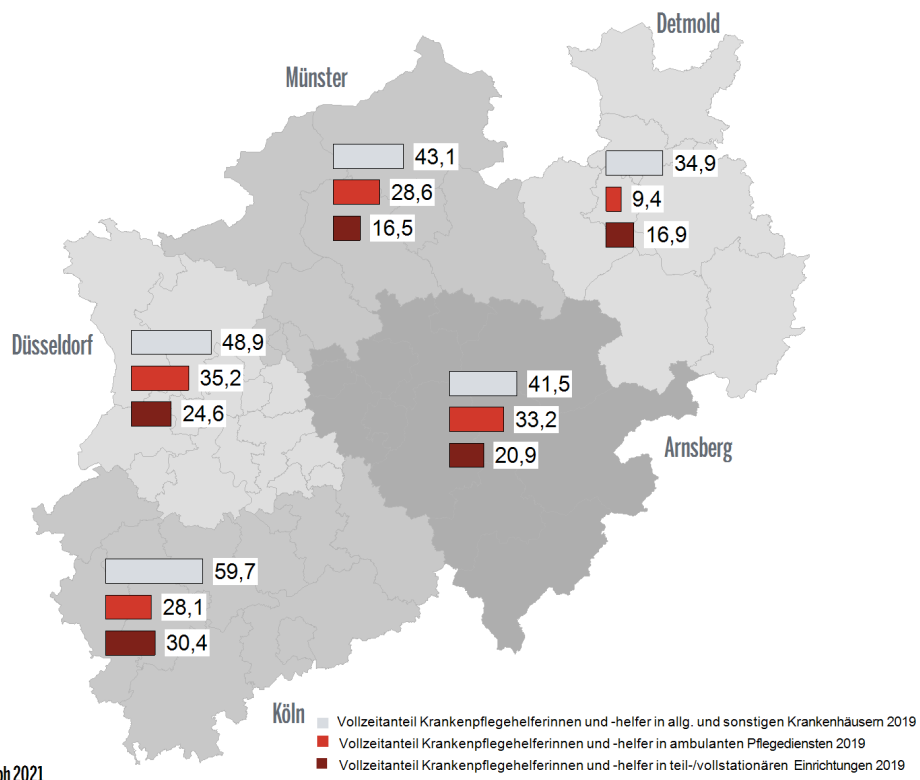 Detmold
Münster
43,1
28,6
16,5
34,9
9,4
16,9
Düsseldorf
48,9
35,2
24,6
41,5
33,2
20,9
Arnsberg
59,7
28,1
30,4
Köln
Vollzeitanteil Krankenpflegehelferinnen und -helfer in allg. und sonstigen Krankenhäusern 2019
Vollzeitanteil Krankenpflegehelferinnen und -helfer in ambulanten Pflegediensten 2019
Vollzeitanteil Krankenpflegehelferinnen und -helfer in teil-/vollstationären Einrichtungen 2019
2021